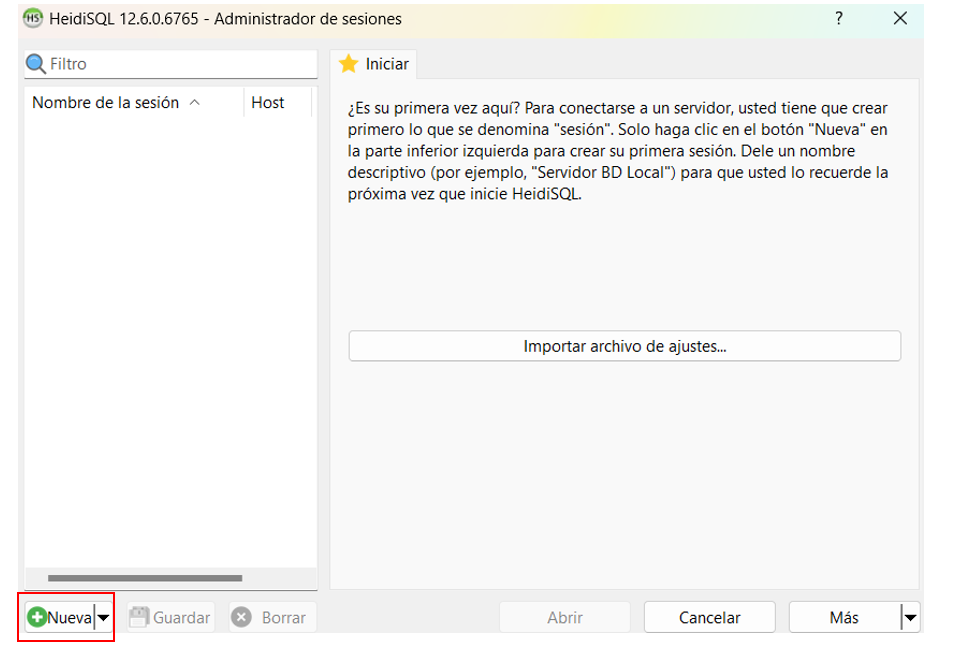 HS HeidiSQL 12.6.0.6765 - Administrador de sesiones ?
Filtro
Iniciar
Nombre de la sesión
Host
¿Es su primera vez aquí? Para conectarse a un servidor, usted tiene que crear
primero lo que se denomina "sesión". Solo haga clic en el botón "Nueva" en
la parte inferior izquierda para crear su primera sesión. Dele un nombre
descriptivo (por ejemplo, "Servidor BD Local") para que usted lo recuerde la
próxima vez que inicie HeidiSQL.
Importar archivo de ajustes...
Nueva
Guardar
Borrar
Abrir
Cancelar
Más